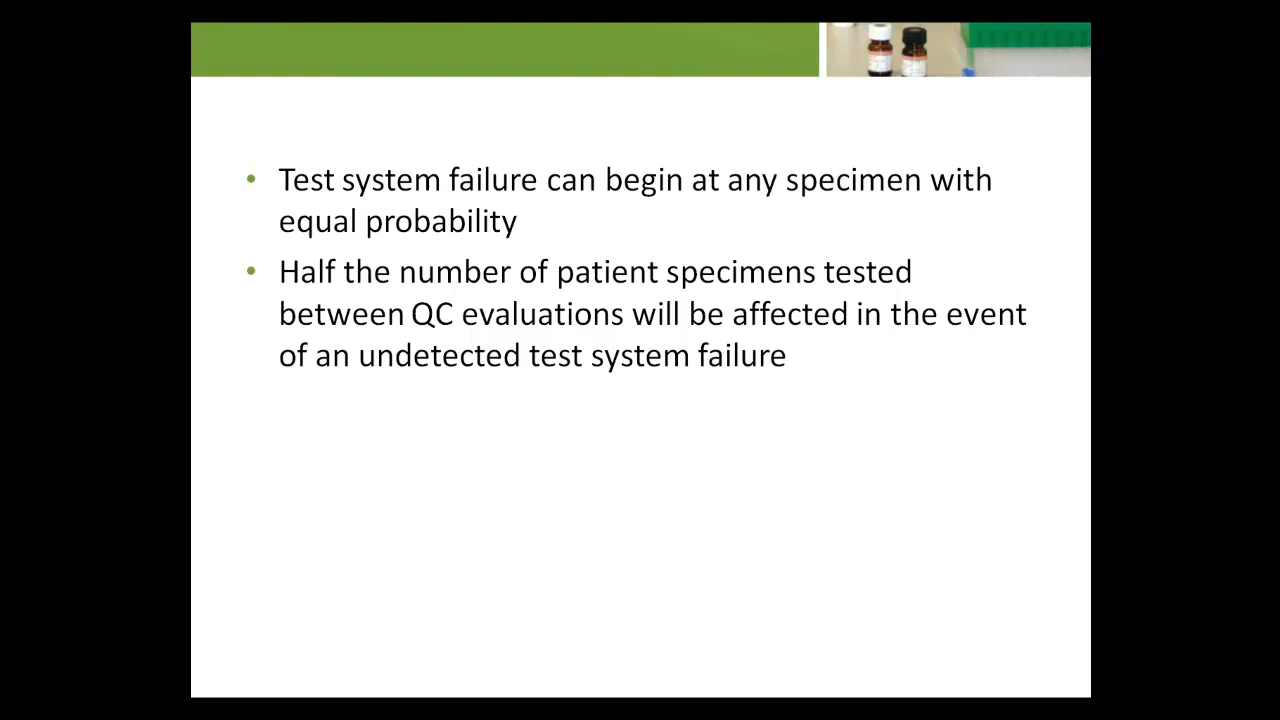 • Test system failure can begin at any specimen with
equal probability
• Half the number of patient specimens tested
between QC evaluations will be affected in the event
of an undetected test system failure